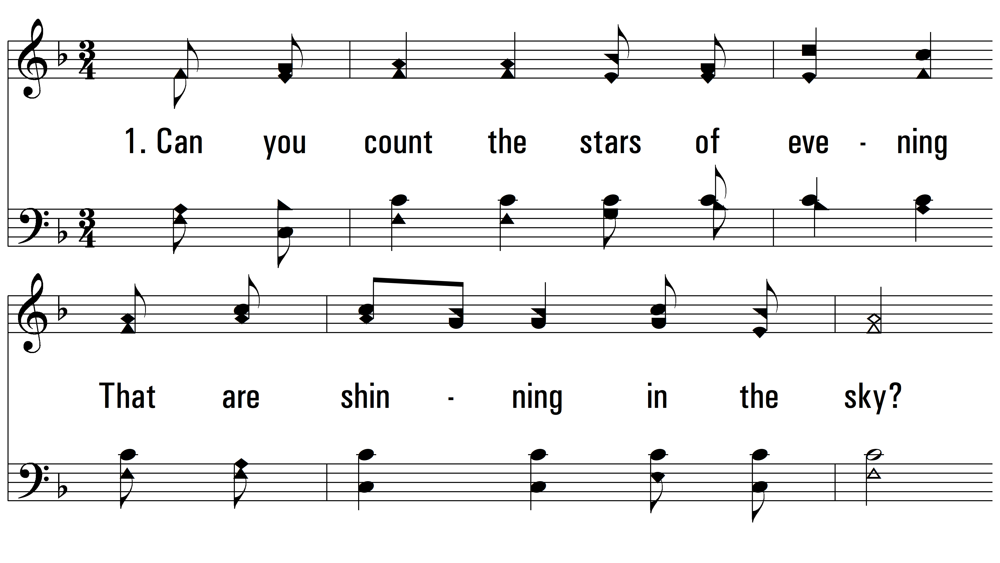 1. Can you count the stars of eve - ning
That are shin - ning in the sky?